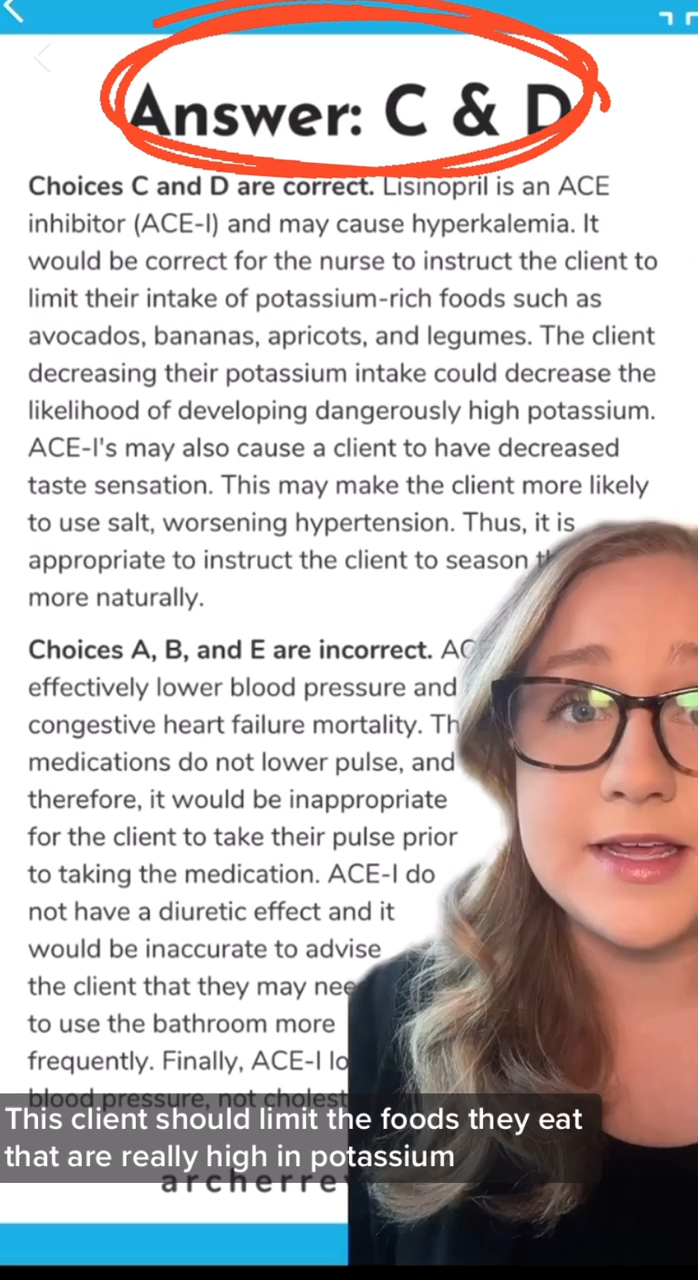 Answer: C & D
Choices C and D are correct. Lisinopril is an ACE
inhibitor (ACE-I) and may cause hyperkalemia. It
would be correct for the nurse to instruct the client to
limit their intake of potassium-rich foods such as
avocados, bananas, apricots, and legumes. The client
decreasing their potassium intake could decrease the
likelihood of developing dangerously high potassium.
ACE-I's may also cause a client to have decreased
taste sensation. This may make the client more likely
to use salt, worsening hypertension. Thus, it is
appropriate to instruct the client to season
more naturally.
Choices A, B, and E are incorrect.
effectively lower blood pressure and
congestive heart failure mortality.
medications do not lower pulse, and
therefore, it would be inappropriate
for the client to take their pulse prior
to taking the medication. ACE-I do
not have a diuretic effect and it
would be inaccurate to advise
the client that they may
to use the bathroom more
frequently. Finally, ACE-I
blood pressure, not
This client should limit the foods they eat
that are really high in potassium
archerre